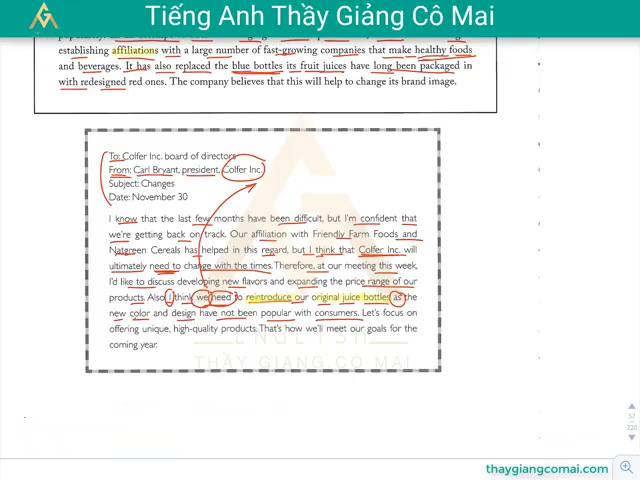 Tiếng Anh Thầy Giảng Cô Mai
establishing affiliations with a large number of fast-growing companies that make healthy foods
and beverages. It has also replaced the blue bottles its fruit juices have long been packaged in
with redesigned red ones. The company believes that this will help to change its brand image.
To: Colfer Inc. board of directors
From: Carl Bryant, president, Colfer Inc.
Subject: Changes
Date: November 30
I know that the last few months have been difficult, but I'm confident that
we're getting back on track. Our affiliation with Friendly Farm Foods and
Natgreen Cereals has helped in this regard, but I think that Colfer Inc. will
ultimately need to change with the times. Therefore, at our meeting this week,
I'd like to discuss developing new flavors and expanding the price range of our
products. Also I think we need to reintroduce our original juice bottles as the
new color and design have not been popular with consumers. Let's focus on
offering unique, high-quality products. That's how we'll meet our goals for the
coming year.
ENGLISH
THẦY GIẢNG CÔ MAI
57
220
thaygiangcomai.com